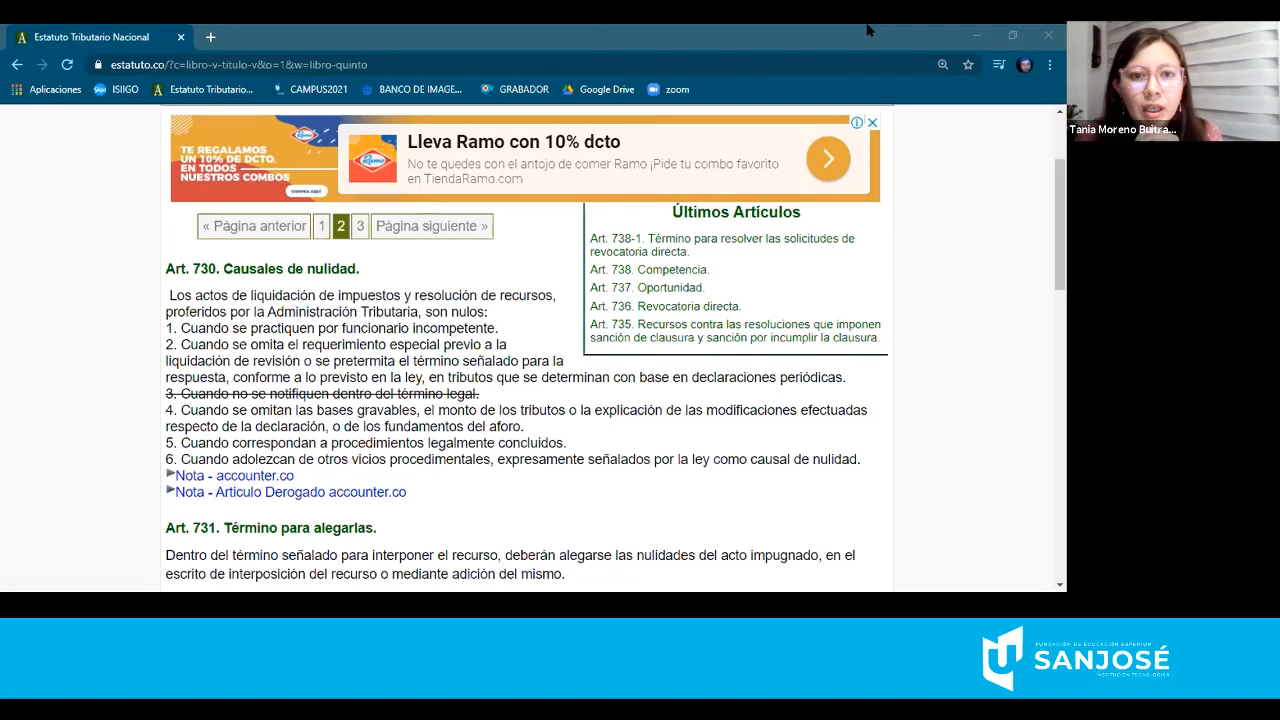 Estatuto Tributario Nacional
estatuto.co/?c=libro-v-titulo-v&o=1&w=libro-quinto
Aplicaciones
ISIIGO
Estatuto Tributario...
CAMPUS2021
BANCO DE IMAGE...
GRABADOR
Google Drive
zoom
Tania Moreno Buitra...
TE REGALAMOS
UN 10% DE DCTO.
EN TODOS
NUESTROS COMBOS
Ramo
Lleva Ramo con 10% dcto
No te quedes con el antojo de comer Ramo ¡Pide tu combo favorito
en TiendaRamo.com
« Página anterior 1 2 3 Página siguiente »
Últimos Artículos
Art. 738-1. Término para resolver las solicitudes de
revocatoria directa.
Art. 738. Competencia.
Art. 737. Oportunidad.
Art. 736. Revocatoria directa.
Art. 735. Recursos contra las resoluciones que imponen
sanción de clausura y sanción por incumplir la clausura.
Art. 730. Causales de nulidad.
Los actos de liquidación de impuestos y resolución de recursos,
proferidos por la Administración Tributaria, son nulos:
1. Cuando se practiquen por funcionario incompetente.
2. Cuando se omita el requerimiento especial previo a la
liquidación de revisión o se pretermita el término señalado para la
respuesta, conforme a lo previsto en la ley, en tributos que se determinan con base en declaraciones periódicas.
3. Cuando no se notifiquen dentro del término legal.
4. Cuando se omitan las bases gravables, el monto de los tributos o la explicación de las modificaciones efectuadas
respecto de la declaración, o de los fundamentos del aforo.
5. Cuando correspondan a procedimientos legalmente concluidos.
6. Cuando adolezcan de otros vicios procedimentales, expresamente señalados por la ley como causal de nulidad.
Nota - accounter.co
Nota - Articulo Derogado accounter.co
Art. 731. Término para alegarlas.
Dentro del término señalado para interponer el recurso, deberán alegarse las nulidades del acto impugnado, en el
escrito de interposición del recurso o mediante adición del mismo.
FUNDACIÓN DE EDUCACIÓN SUPERIOR
SANJOSÉ
INSTITUCIÓN TECNOLÓGICA